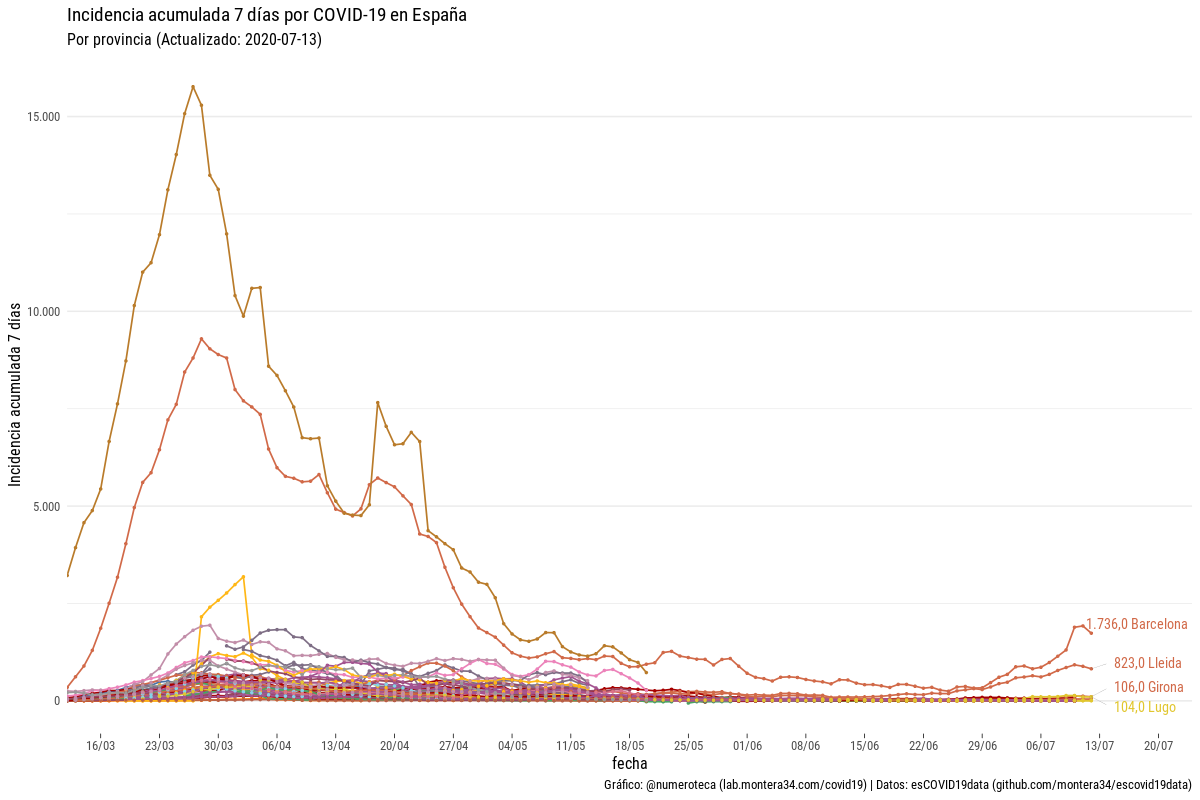 Incidencia acumulada 7 días por COVID-19 en España
Por provincia (Actualizado: 2020-07-13)
Incidencia acumulada 7 días
15.000
10.000
5.000
0
1.736,0 Barcelona
823,0 Lleida
106,0 Girona
104,0 Lugo
16/03 23/03 30/03 06/04 13/04 20/04 27/04 04/05 11/05 18/05 25/05 01/06 08/06 15/06 22/06 29/06 06/07 13/07 20/07
fecha
Gráfico: @numeroteca (lab.montera34.com/covid19) | Datos: esCOVID19data (github.com/montera34/escovid19data)